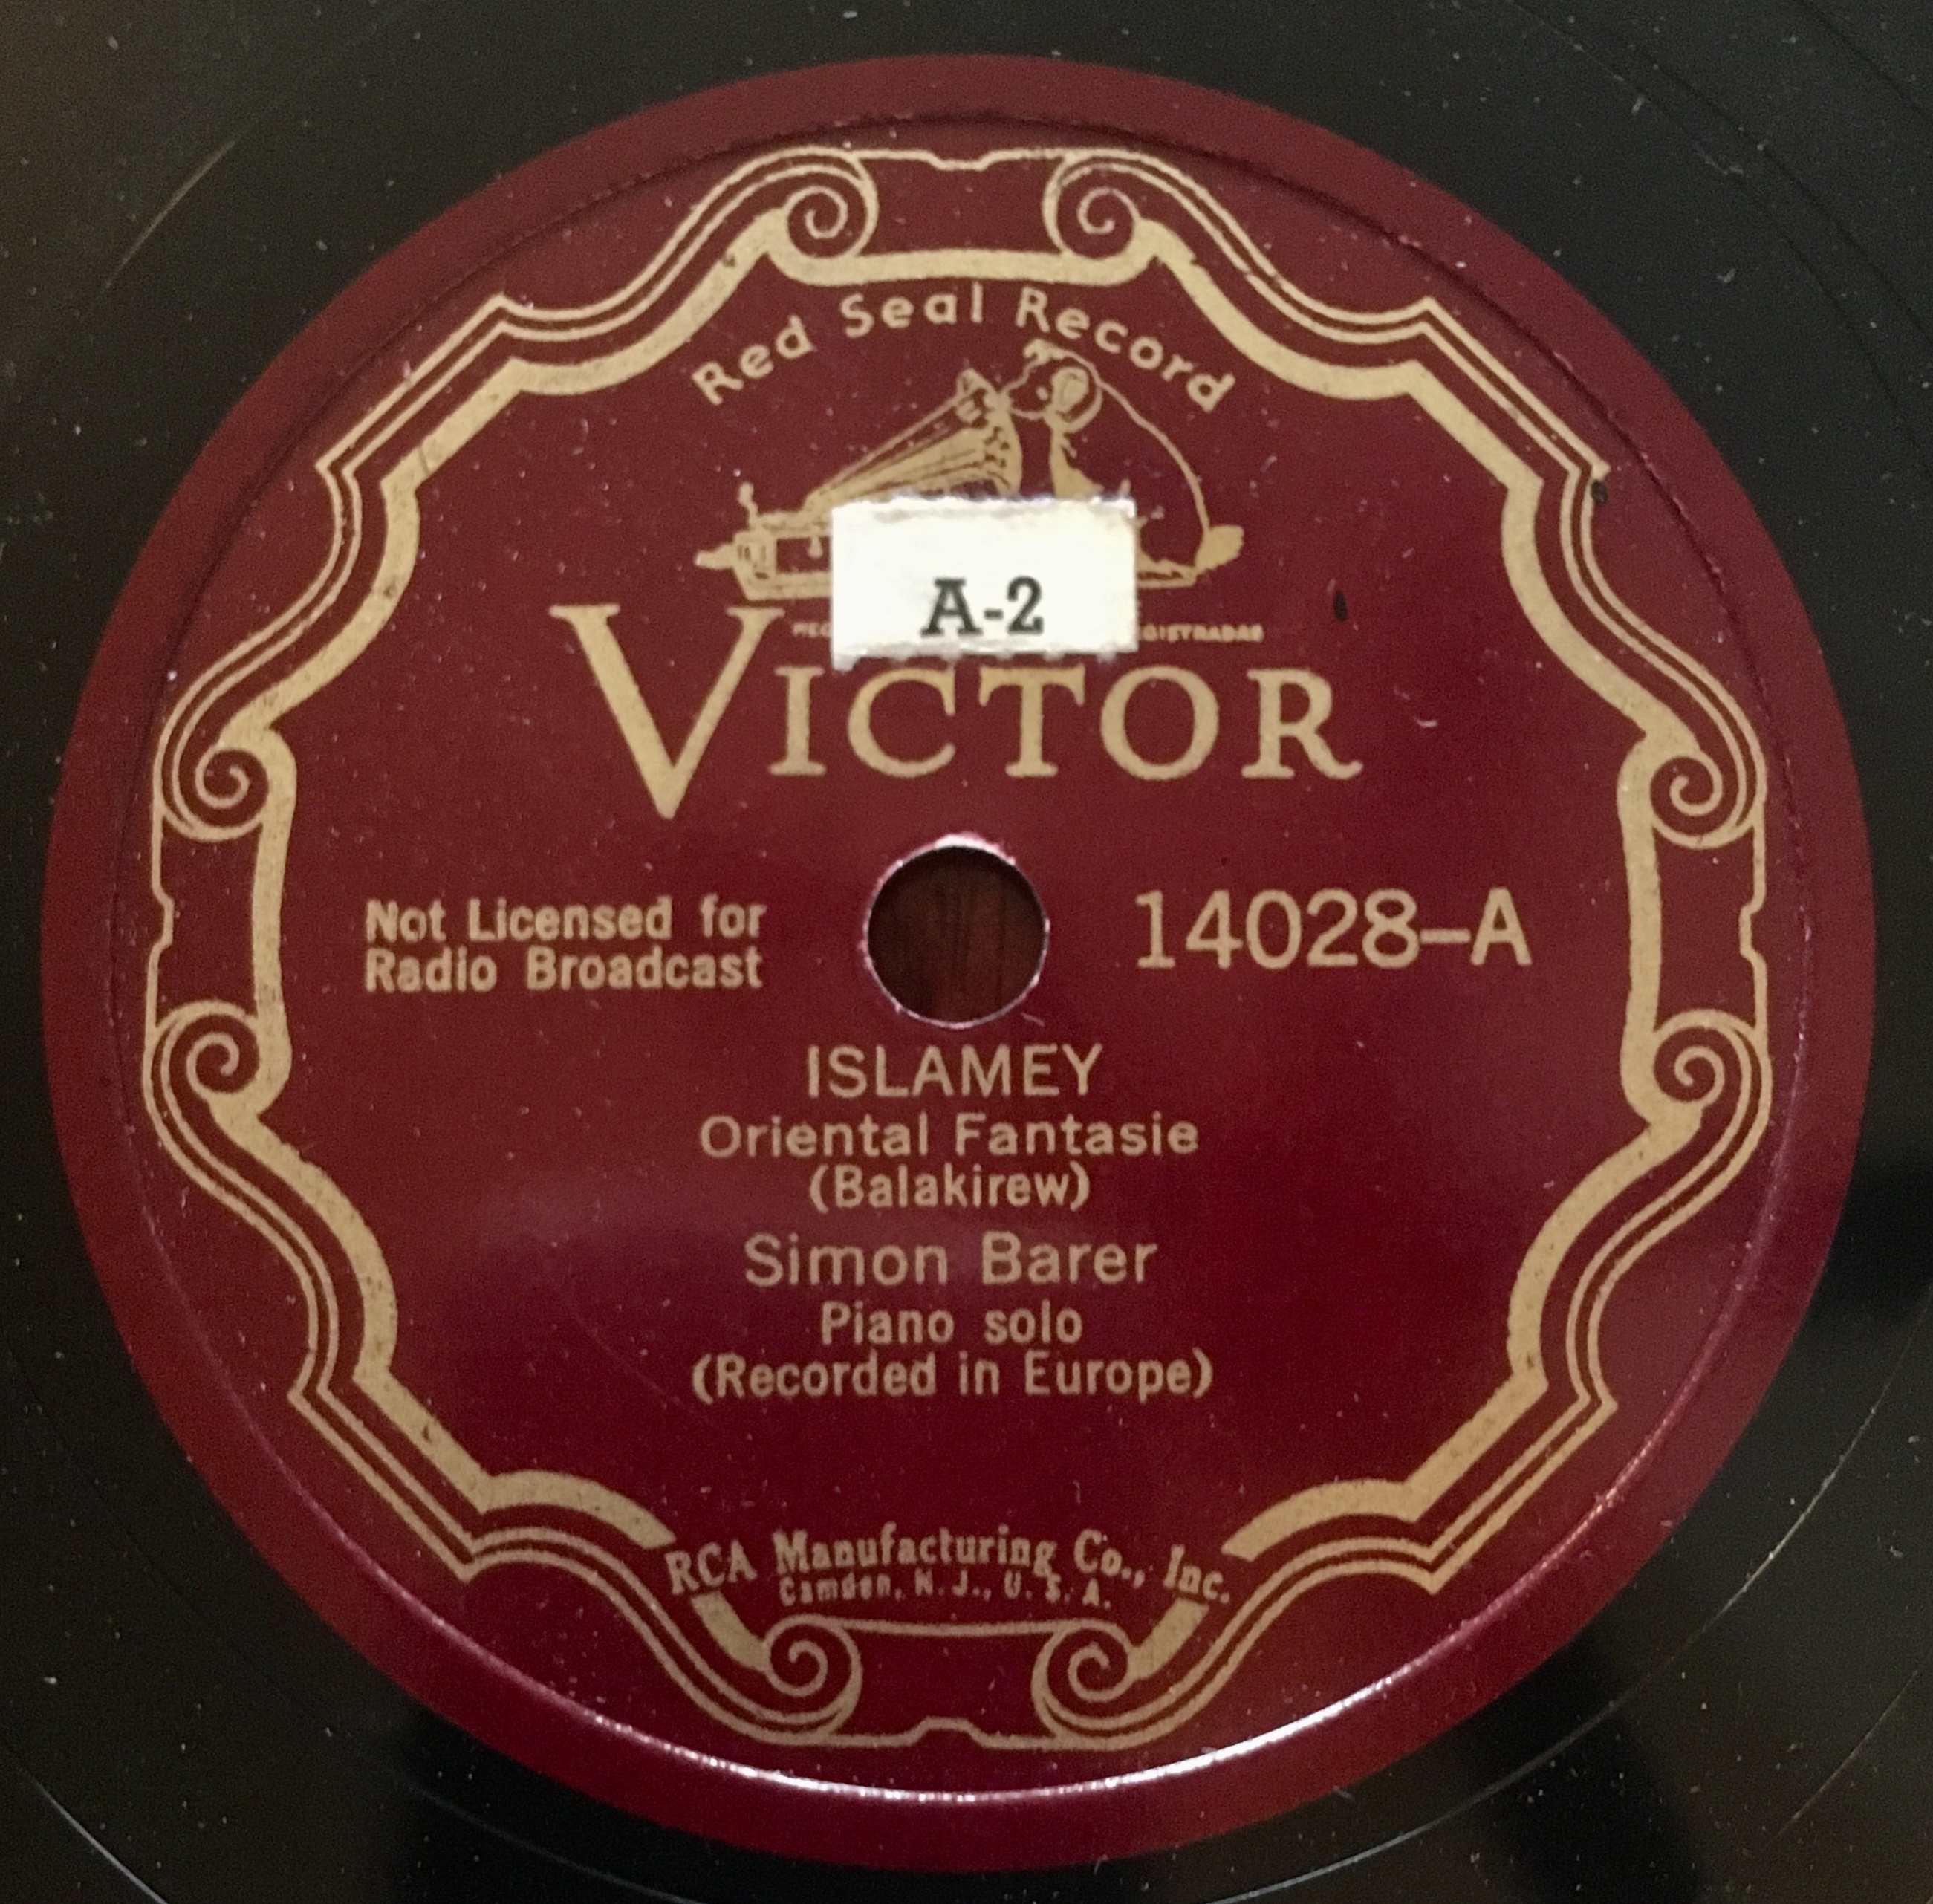 Red Seal Record
A-2
VICTOR
Not Licensed for
Radio Broadcast
14028-A
ISLAMEY
Oriental Fantasie
(Balakirew)
Simon Barer
Piano solo
(Recorded in Europe)
RCA Manufacturing Co., Inc.
Camden, N. J., U. S. A.